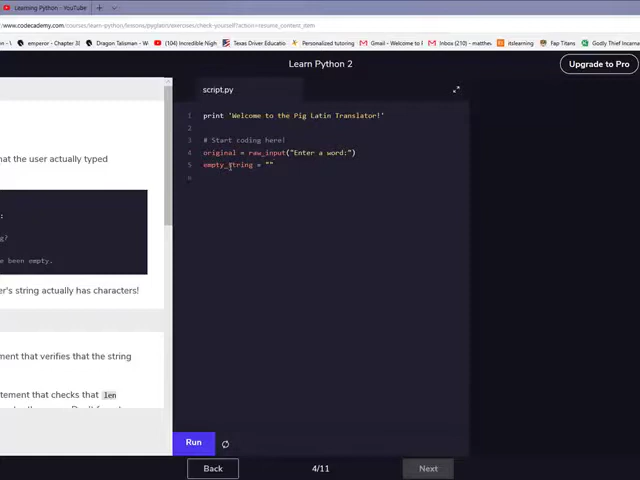 Learning Python - YouTube
www.codecademy.com/courses/learn-python/lessons/pyglatin/exercises/check-yourself?action=resume_content_item
emperor - Chapter 3
Dragon Talisman - W
(104) Incredible Nigh
Texas Driver Educatio
Personalized tutoring
Gmail - Welcome to
Inbox (210) - matthe
itslearning
Fap Titans
Godly Thief Incarna
Learn Python 2
Upgrade to Pro
hat the user actually typed
:
g?
e been empty.
er's string actually has characters!
ment that verifies that the string
tement that checks that len
script.py
1 print 'Welcome to the Pig Latin Translator!'
2
3 # Start coding here!
4 original = raw_input("Enter a word:")
5 empty_string = ""
6
Run
Back
4/11
Next